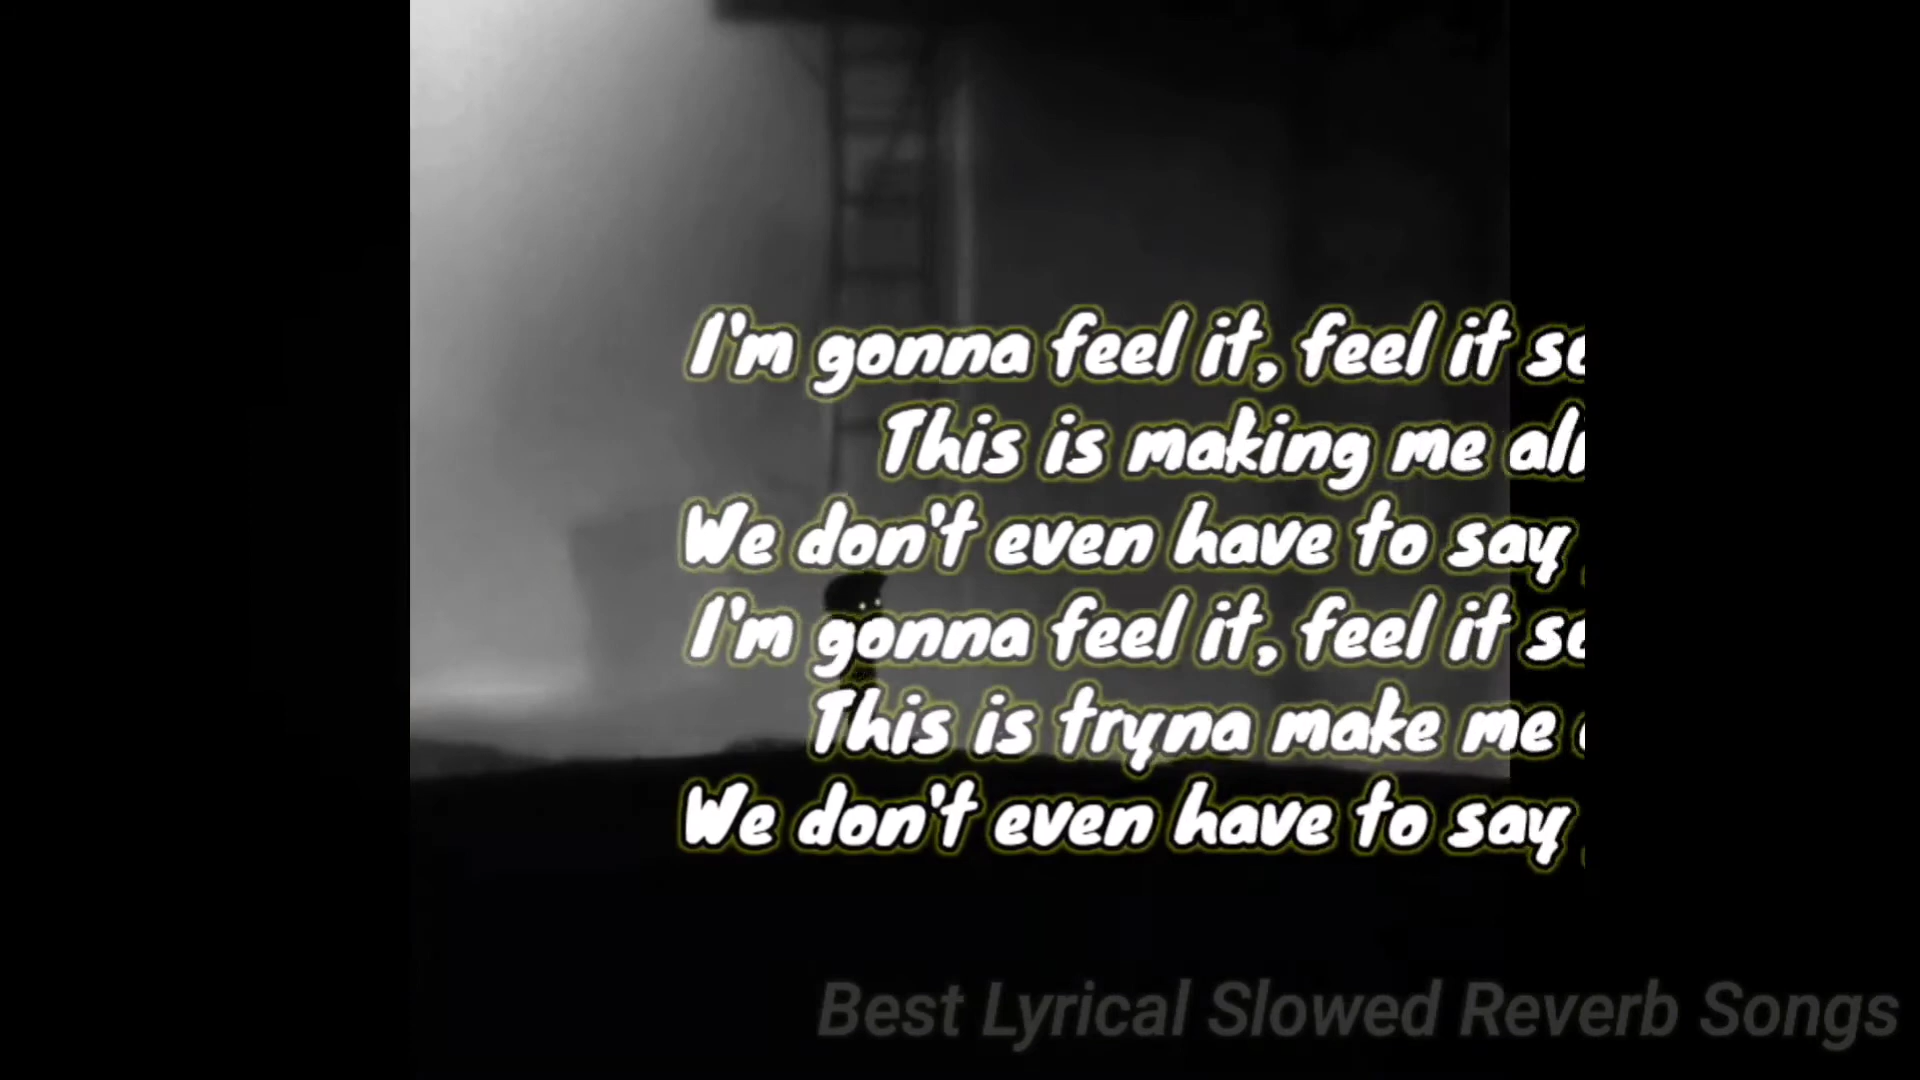 I'm gonna feel it, feel it
This is making me
We don't even have to say
I'm gonna feel it, feel it
This is tryna make me
We don't even have to say
Best Lyrical Slowed Reverb Songs